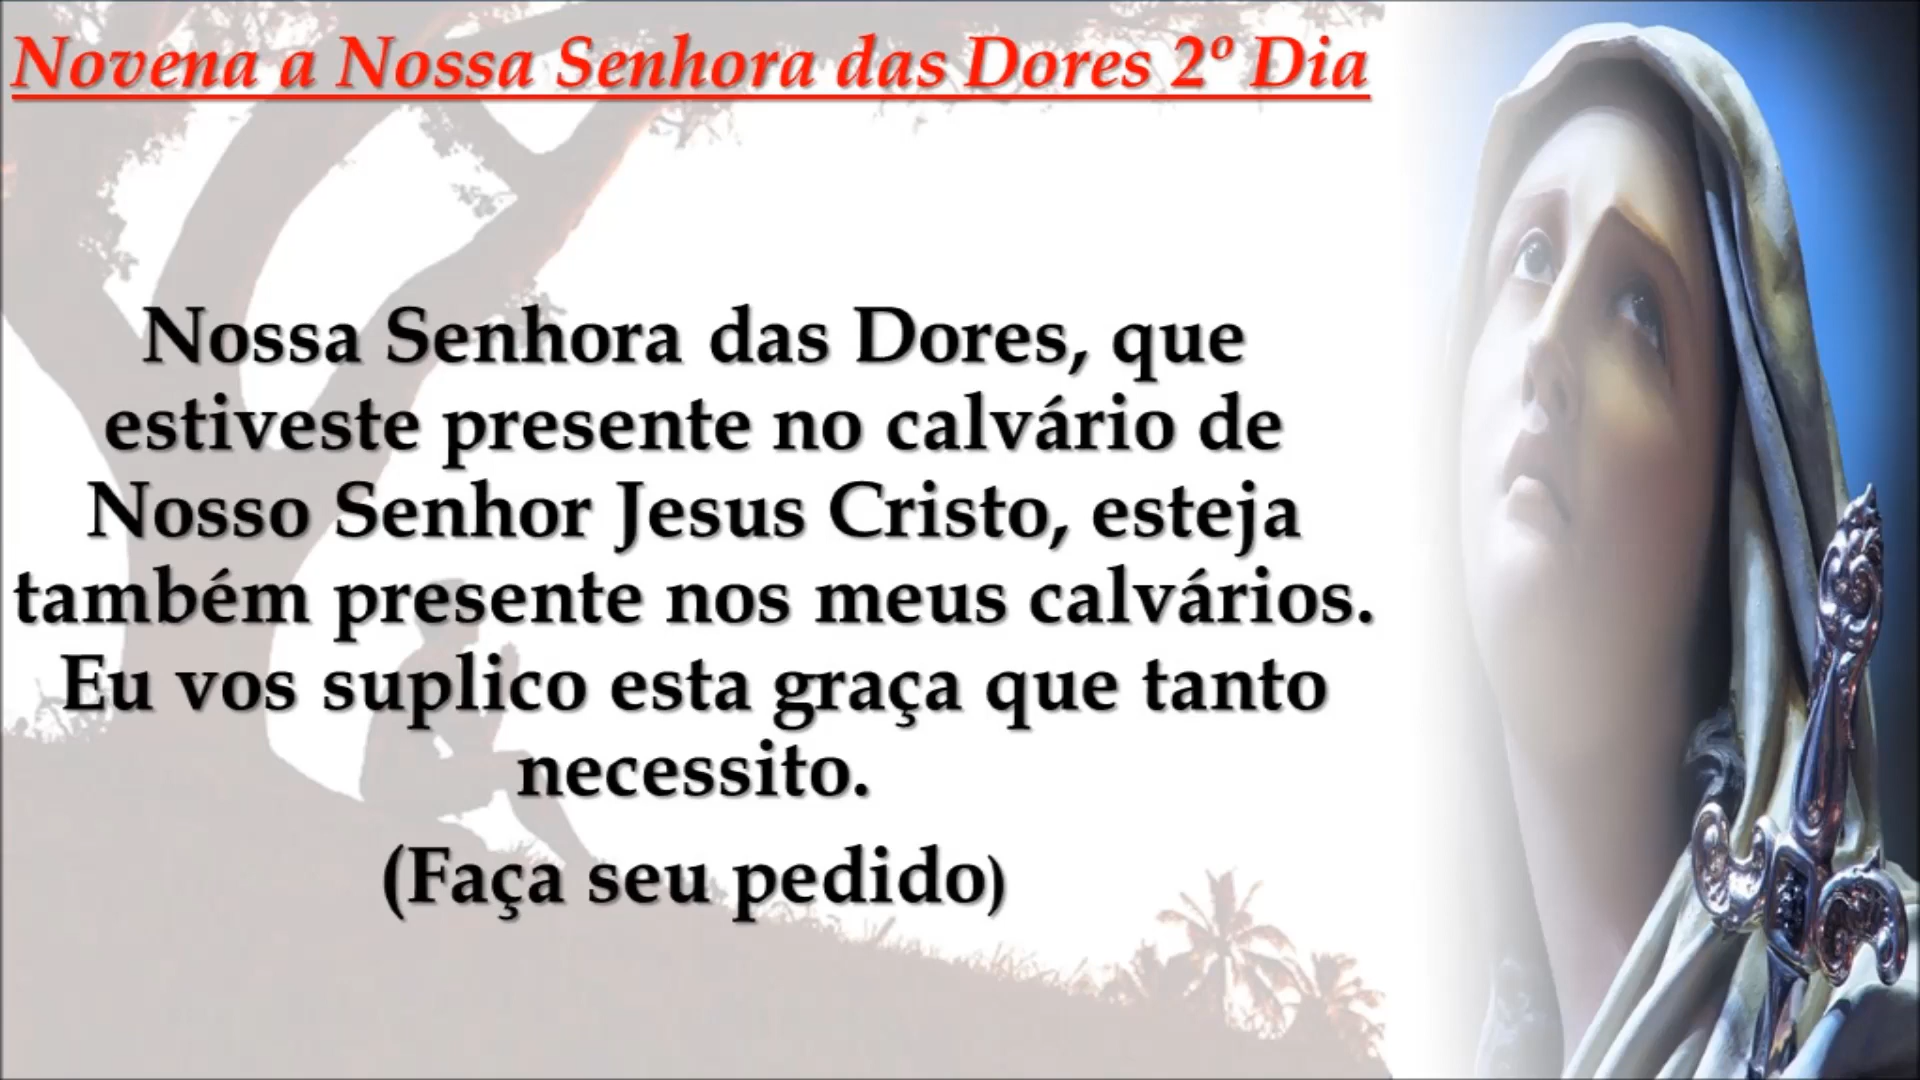 Novena a Nossa Senhora das Dores 2º Dia
Nossa Senhora das Dores, que
estiveste presente no calvário de
Nosso Senhor Jesus Cristo, esteja
também presente nos meus calvários.
Eu vos suplico esta graça que tanto
necessito.
(Faça seu pedido)